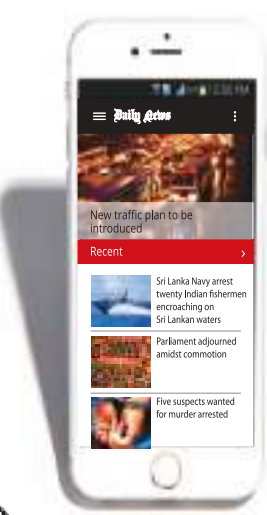 Daily News
New traffic plan to be
introduced
Recent
Sri Lanka Navy arrest
twenty Indian fishermen
encroaching on
Sri Lankan waters
Parliament adjourned
amidst commotion
Five suspects wanted
for murder arrested